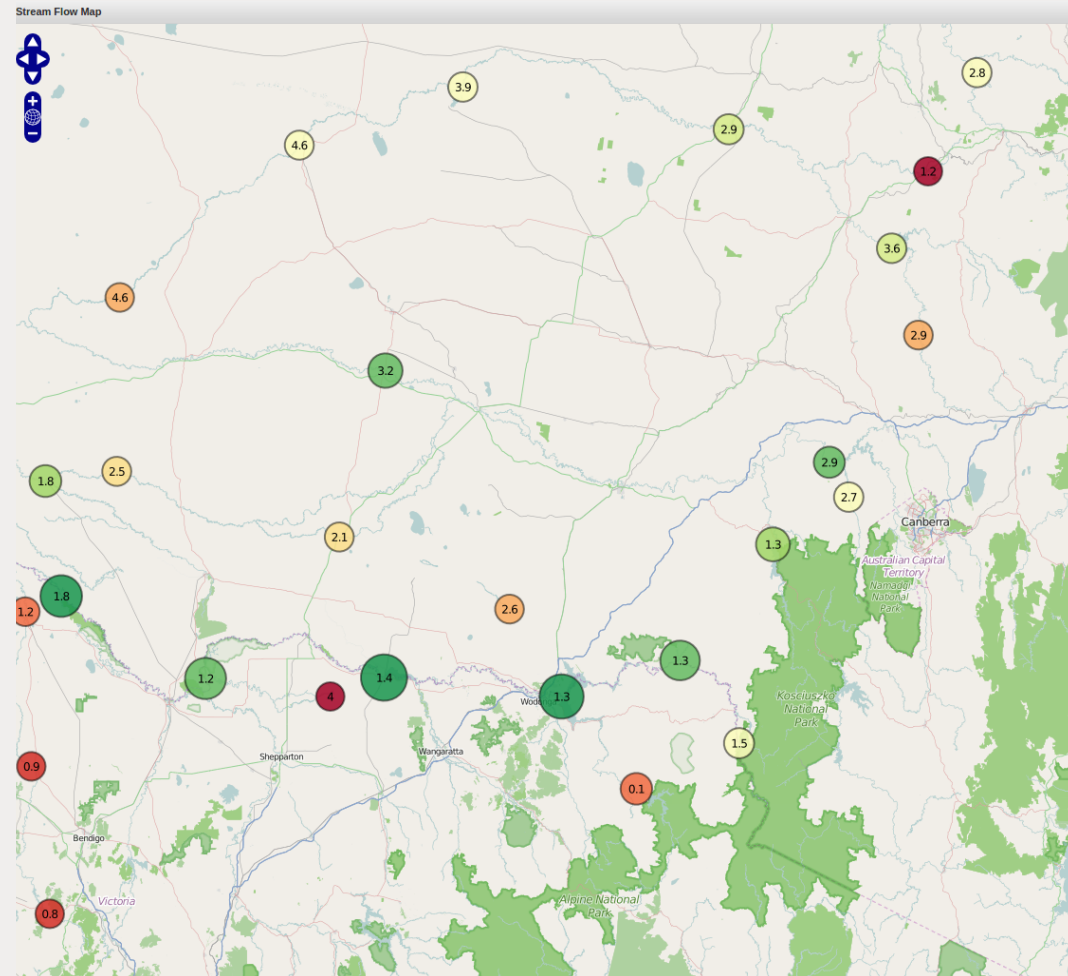 Stream Flow Map
+
−
2.8
3.9
2.9
4.6
1.2
3.6
4.6
2.9
3.2
2.9
2.5
1.8
2.7
Canberra
2.1
1.3
Australian Capital
Territory
Namadgi
National
Park
1.8
1.2
2.6
1.3
1.2
1.4
4
1.3
Kosciuszko
National
Park
1.5
Wangaratta
Shepparton
0.9
0.1
Bendigo
Victoria
Alpine National
Park
0.8